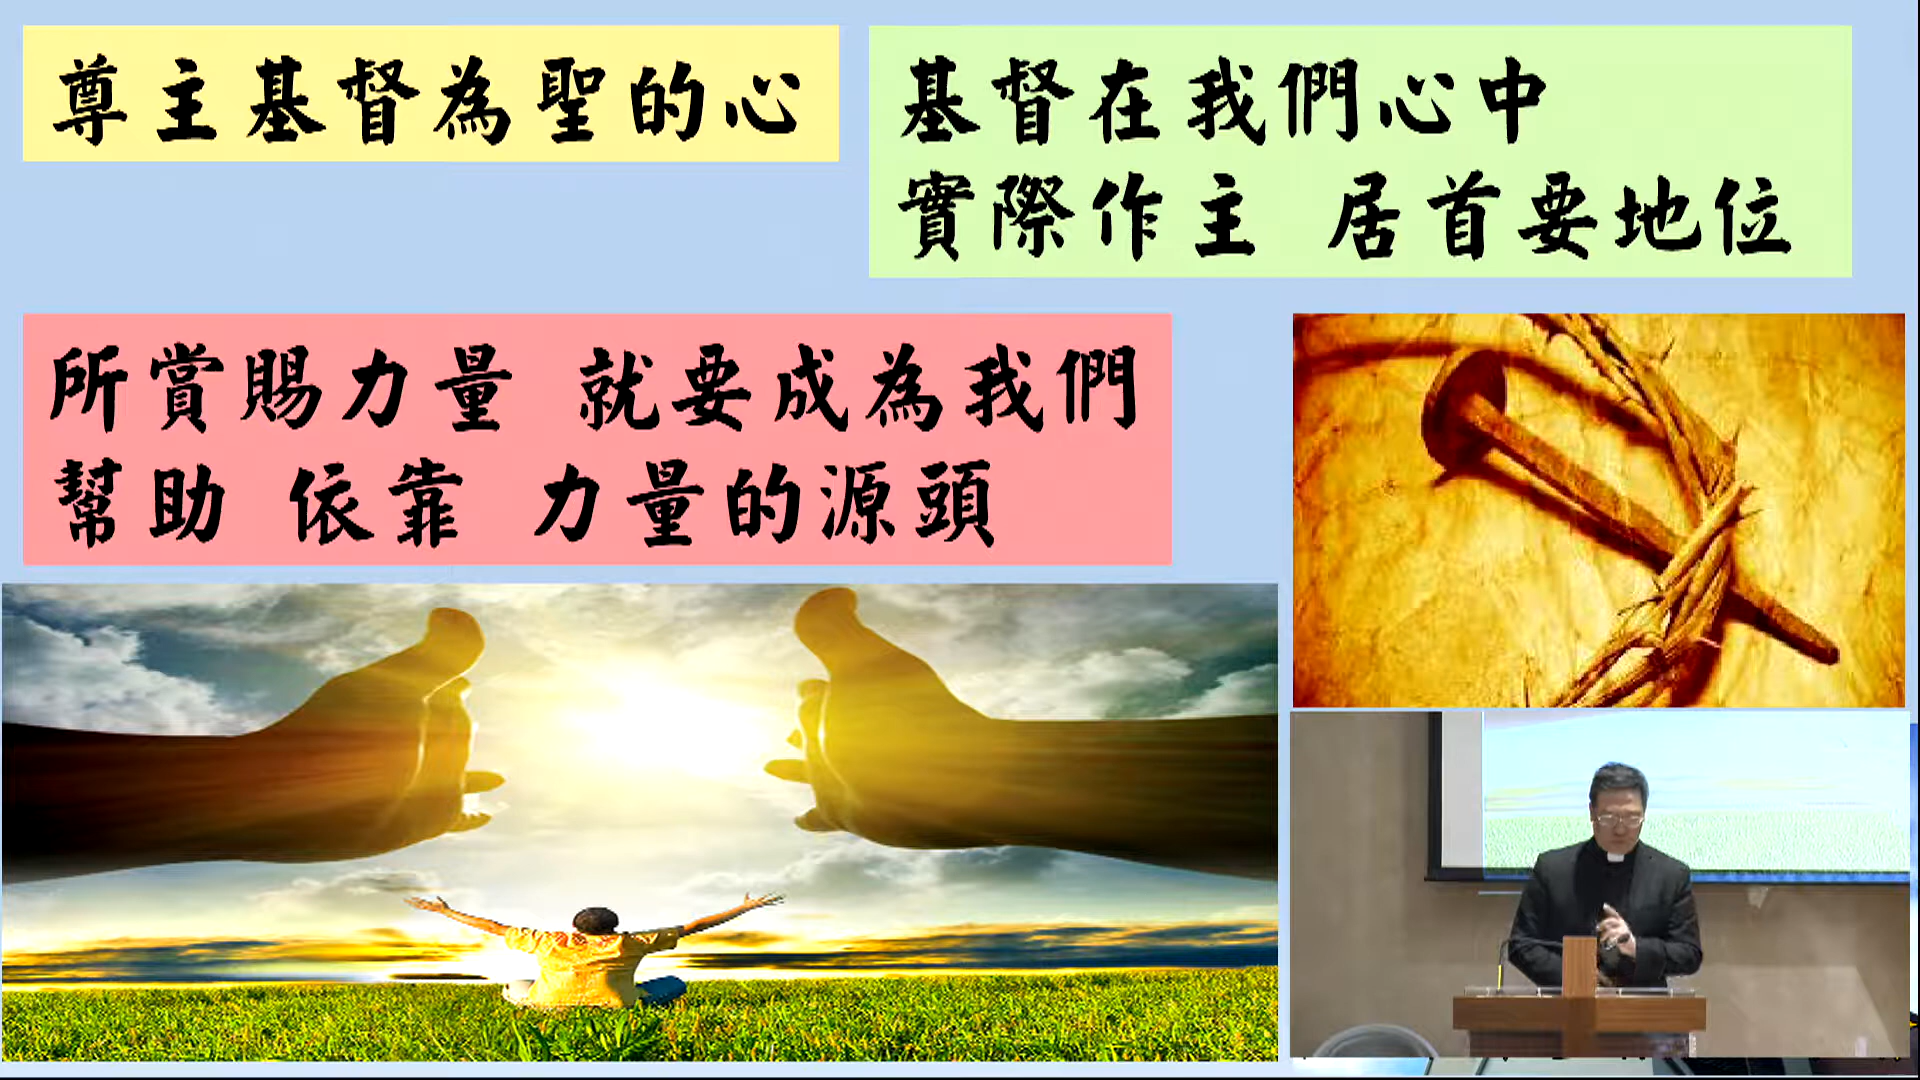 尊主基督為聖的心
基督在我們心中
實際作主 居首要地位
所賞賜力量 就要成為我們
幫助 依靠 力量的源頭